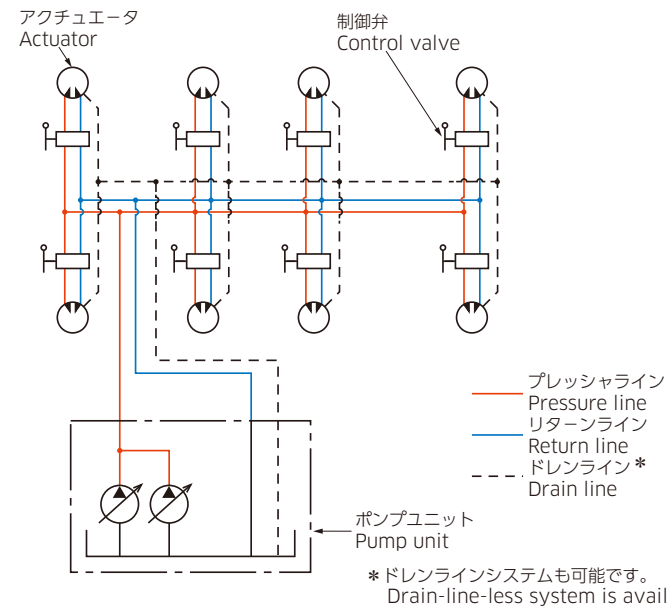 アクチュエータ
Actuator
制御弁
Control valve
プレッシャライン
Pressure line
リターンライン
Return line
ドレンライン＊
Drain line
ポンプユニット
Pump unit
＊ドレンラインシステムも可能です。
Drain-line-less system is avail